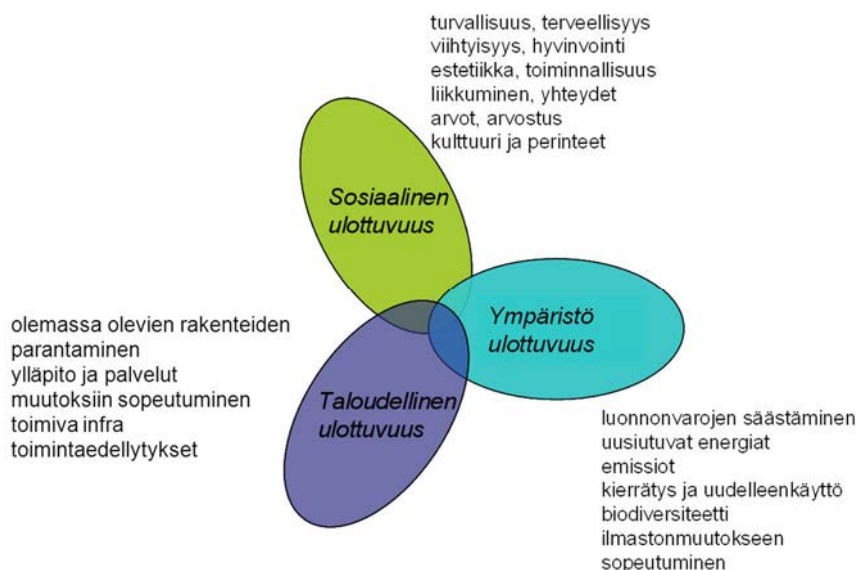 turvallisuus, terveellisyys
viihtyisyys, hyvinvointi
estetiikka, toiminnallisuus
liikkuminen, yhteydet
arvot, arvostus
kulttuuri ja perinteet
Sosiaalinen
ulottuvuus
Ympäristö
ulottuvuus
olemassa olevien rakenteiden
parantaminen
ylläpito ja palvelut
muutoksiin sopeutuminen
toimiva infra
toimintaedellytykset
Taloudellinen
ulottuvuus
luonnonvarojen säästäminen
uusiutuvat energiat
emissiot
kierrätys ja uudelleenkäyttö
biodiversiteetti
ilmastonmuutokseen
sopeutuminen